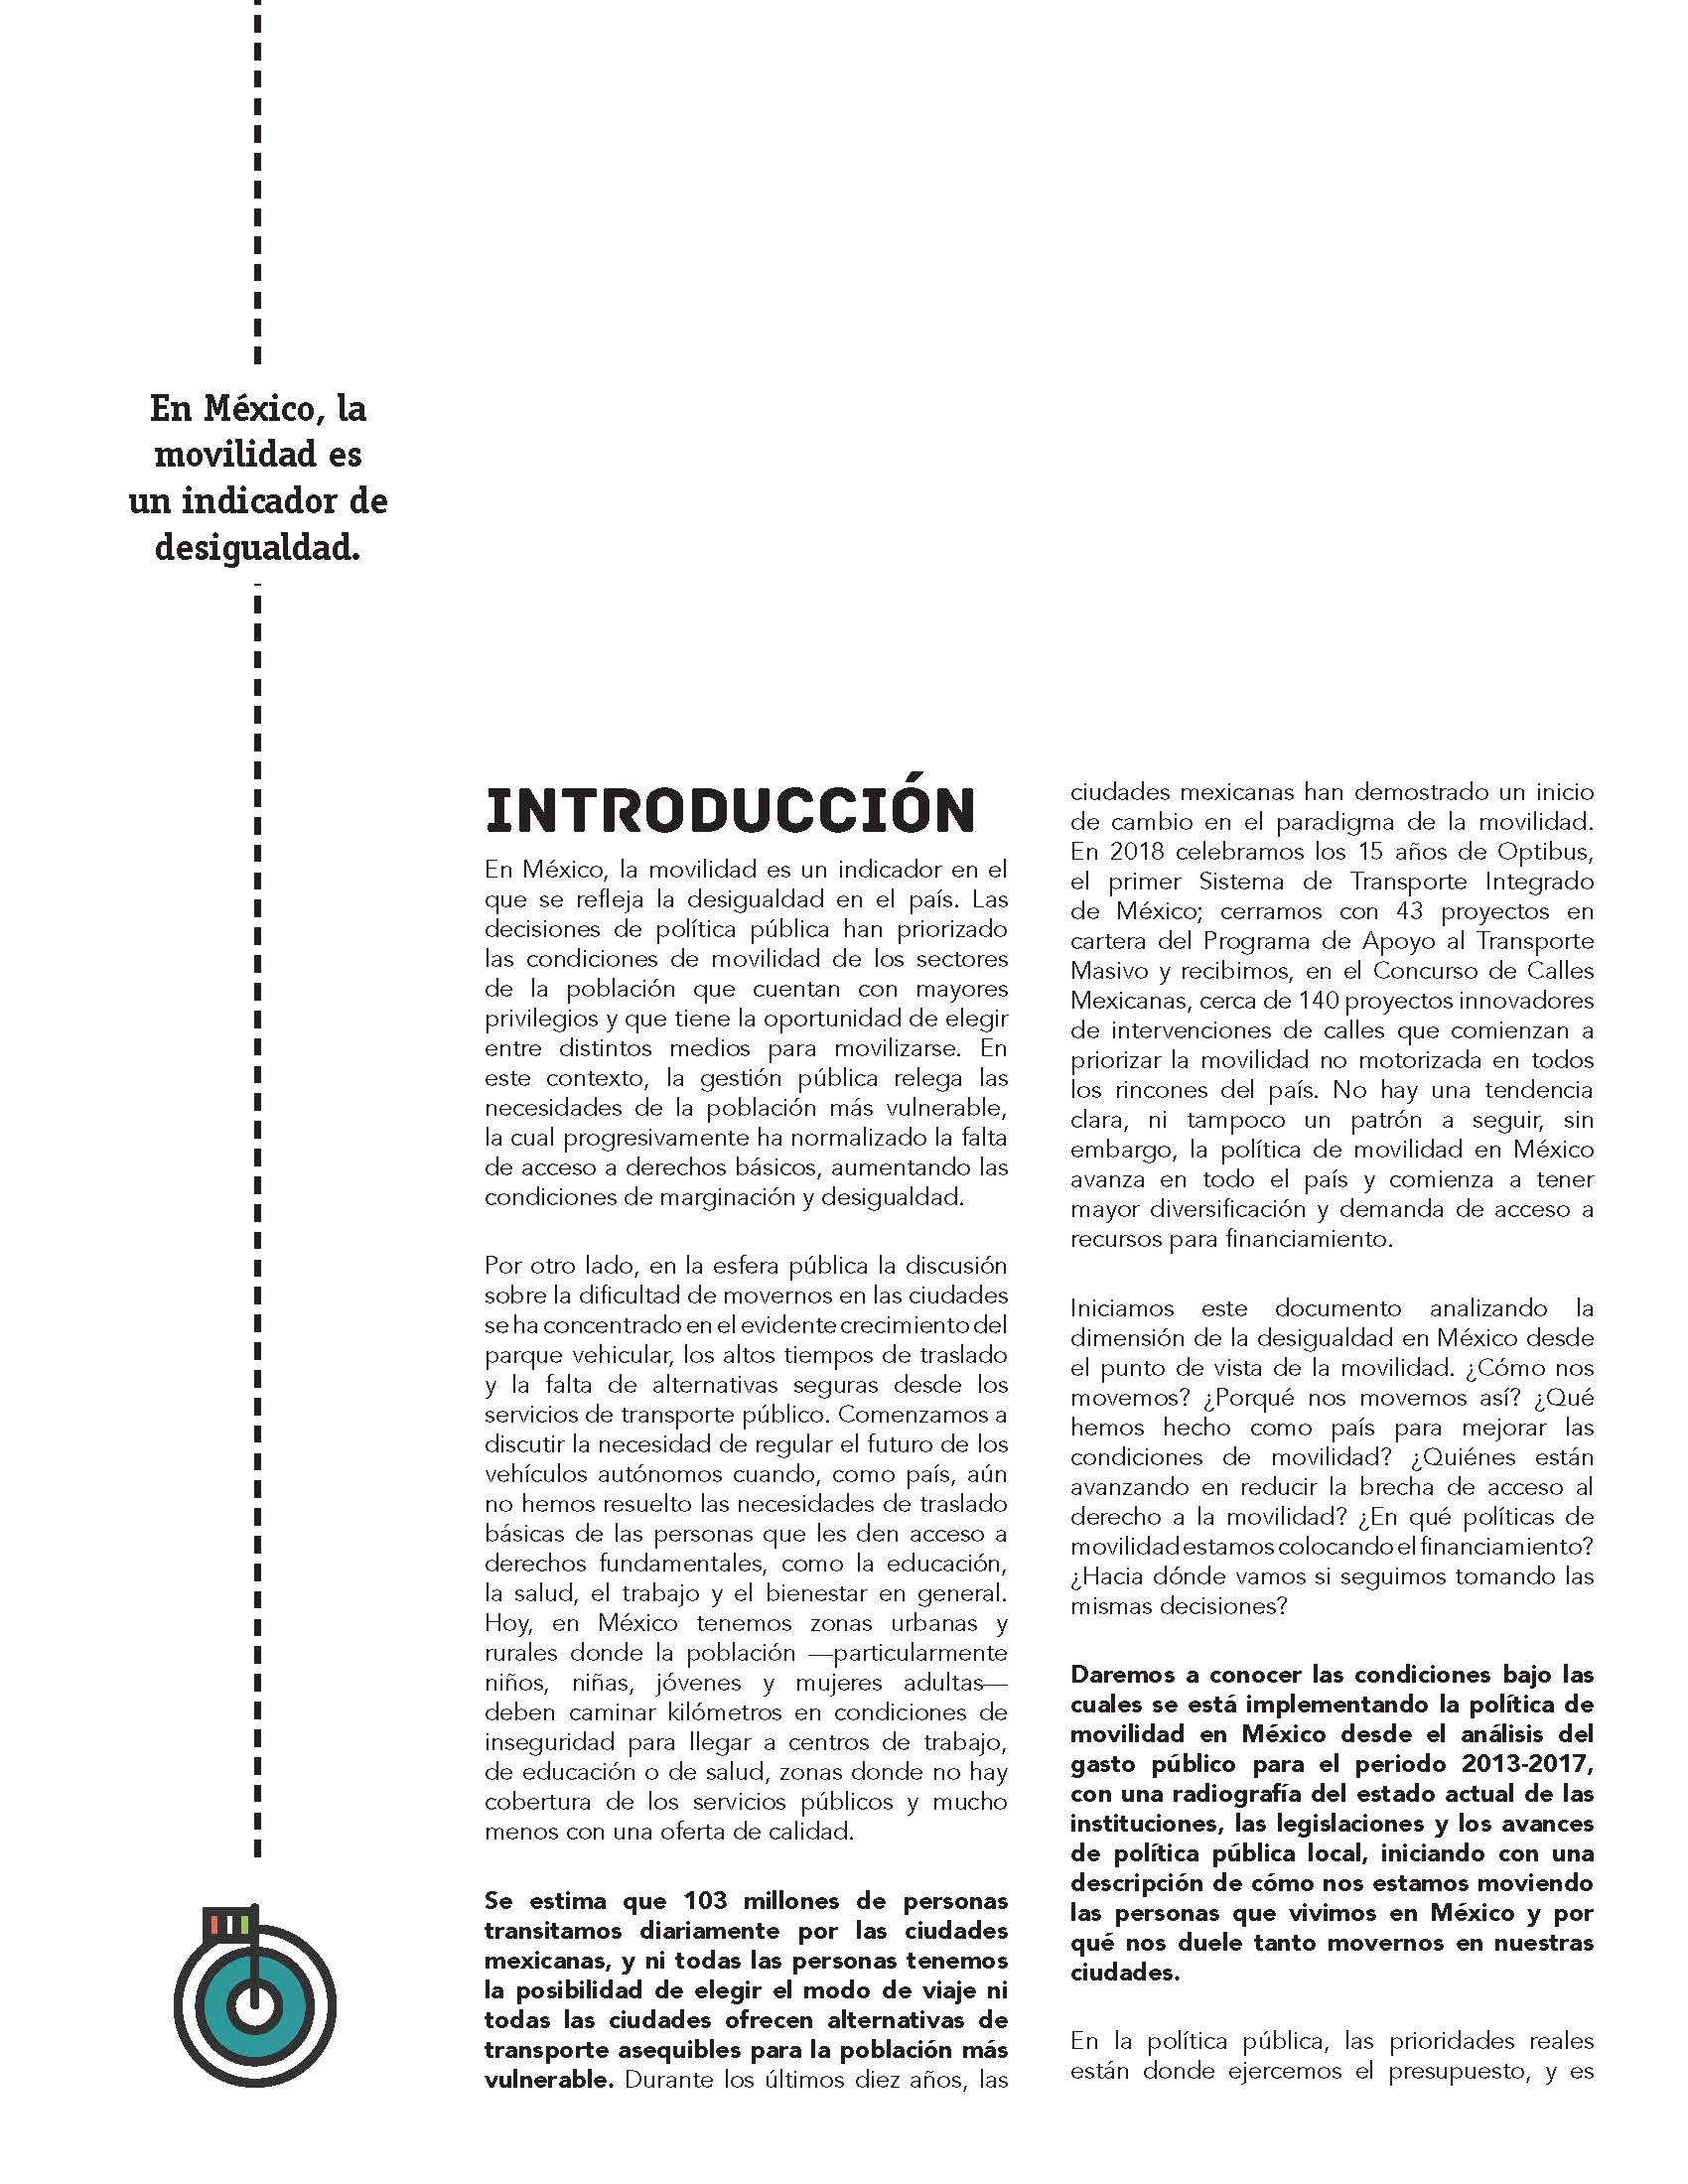 En México, la
movilidad es
un indicador de
desigualdad.
INTRODUCCIÓN
En México, la movilidad es un indicador en el
que se refleja la desigualdad en el país. Las
decisiones de política pública han priorizado
las condiciones de movilidad de los sectores
de la población que cuentan con mayores
privilegios y que tiene la oportunidad de elegir
entre distintos medios para movilizarse. En
este contexto, la gestión pública relega las
necesidades de la población más vulnerable,
la cual progresivamente ha normalizado la falta
de acceso a derechos básicos, aumentando las
condiciones de marginación y desigualdad.
Por otro lado, en la esfera pública la discusión
sobre la dificultad de movernos en las ciudades
se ha concentrado en el evidente crecimiento del
parque vehicular, los altos tiempos de traslado
y la falta de alternativas seguras desde los
servicios de transporte público. Comenzamos a
discutir la necesidad de regular el futuro de los
vehículos autónomos cuando, como país, aún
no hemos resuelto las necesidades de traslado
básicas de las personas que les den acceso a
derechos fundamentales, como la educación,
la salud, el trabajo y el bienestar en general.
Hoy, en México tenemos zonas urbanas y
rurales donde la población —particularmente
niños, niñas, jóvenes y mujeres adultas—
deben caminar kilómetros en condiciones de
inseguridad para llegar a centros de trabajo,
de educación o de salud, zonas donde no hay
cobertura de los servicios públicos y mucho
menos con una oferta de calidad.
Se estima que 103 millones de personas
transitamos diariamente por las ciudades
mexicanas, y ni todas las personas tenemos
la posibilidad de elegir el modo de viaje ni
todas las ciudades ofrecen alternativas de
transporte asequibles para la población más
vulnerable. Durante los últimos diez años, las
ciudades mexicanas han demostrado un inicio
de cambio en el paradigma de la movilidad.
En 2018 celebramos los 15 años de Optibus,
el primer Sistema de Transporte Integrado
de México; cerramos con 43 proyectos en
cartera del Programa de Apoyo al Transporte
Masivo y recibimos, en el Concurso de Calles
Mexicanas, cerca de 140 proyectos innovadores
de intervenciones de calles que comienzan a
priorizar la movilidad no motorizada en todos
los rincones del país. No hay una tendencia
clara, ni tampoco un patrón a seguir, sin
embargo, la política de movilidad en México
avanza en todo el país y comienza a tener
mayor diversificación y demanda de acceso a
recursos para financiamiento.
Iniciamos este documento analizando la
dimensión de la desigualdad en México desde
el punto de vista de la movilidad. ¿Cómo nos
movemos? ¿Porqué nos movemos así? ¿Qué
hemos hecho como país para mejorar las
condiciones de movilidad? ¿Quiénes están
avanzando en reducir la brecha de acceso al
derecho a la movilidad? ¿En qué políticas de
movilidad estamos colocando el financiamiento?
¿Hacia dónde vamos si seguimos tomando las
mismas decisiones?
Daremos a conocer las condiciones bajo las
cuales se está implementando la política de
movilidad en México desde el análisis del
gasto público para el periodo 2013-2017,
con una radiografía del estado actual de las
instituciones, las legislaciones y los avances
de política pública local, iniciando con una
descripción de cómo nos estamos moviendo
las personas que vivimos en México y por
qué nos duele tanto movernos en nuestras
ciudades.
En la política pública, las prioridades reales
están donde ejercemos el presupuesto, y es